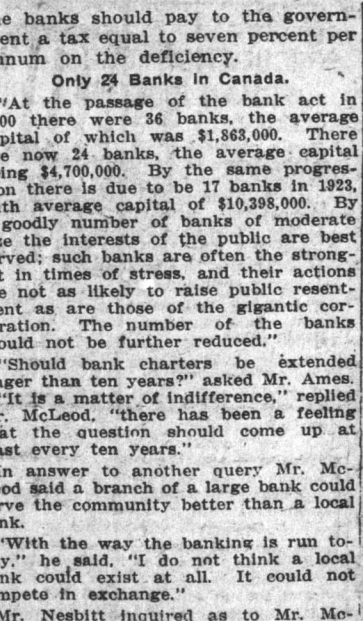 e banks should pay to the govern-
ent a tax equal to seven percent per
nnum on the deficiency.
Only 24 Banks in Canada.
"At the passage of the bank act in
00 there were 36 banks, the average
pital of which was $1,863,000. There
e now 24 banks, the average capital
ing $4,700,000. By the same progres-
on there is due to be 17 banks in 1923,
th average capital of $10,398,000. By
goodly number of banks of moderate
ze the interests of the public are best
rved; such banks are often the strong-
t in times of stress, and their actions
e not as likely to raise public resent-
ent as are those of the gigantic cor-
ration. The number of the banks
ould not be further reduced."
"Should bank charters be extended
nger than ten years?" asked Mr. Ames.
"It is a matter of indifference," replied
r. McLeod, "there has been a feeling
at the question should come up at
ast every ten years."
n answer to another query Mr. Mc-
od said a branch of a large bank could
rve the community better than a local
nk.
"With the way the banking is run to-
y," he said, "I do not think a local
nk could exist at all. It could not
mpete in exchange."
Mr. Nesbitt inquired as to Mr. Mc-